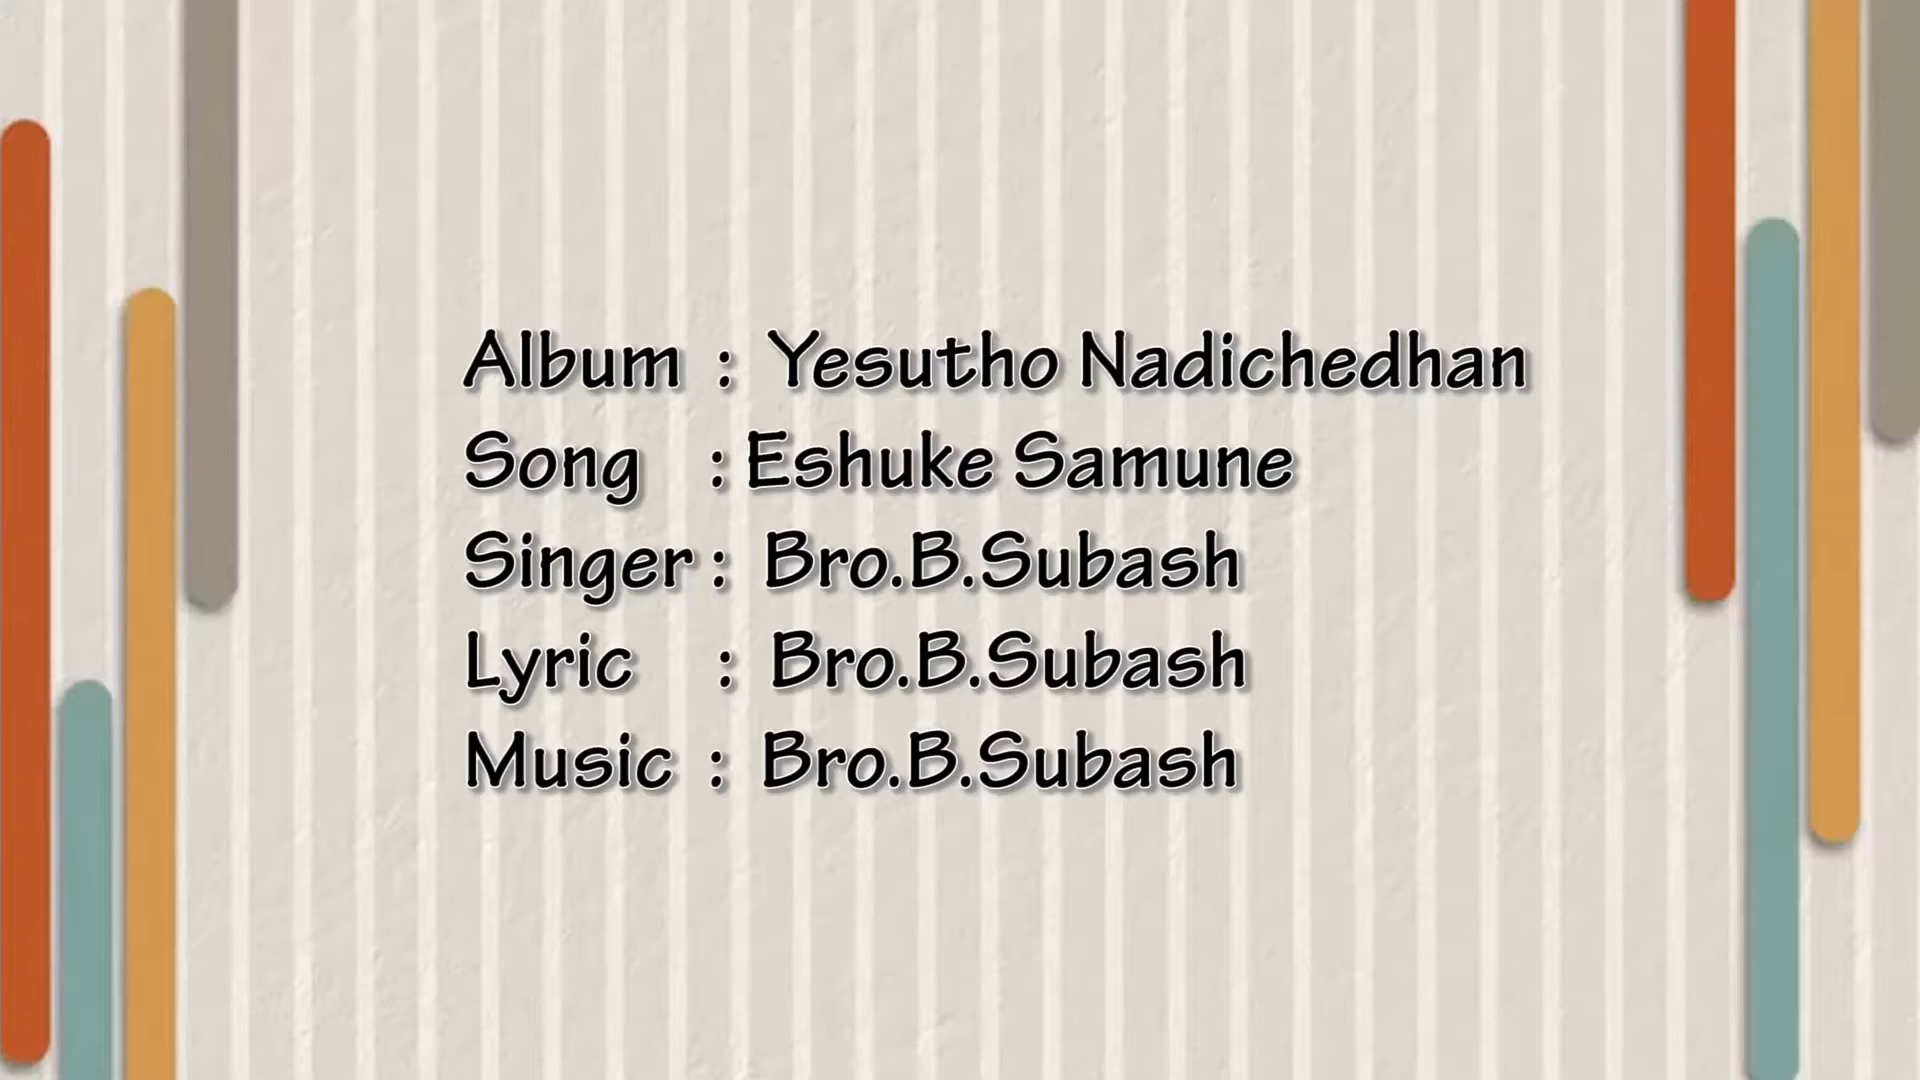 Album : Yesutho Nadichedhan
Song : Eshuke Samune
Singer : Bro.B.Subash
Lyric : Bro.B.Subash
Music : Bro.B.Subash